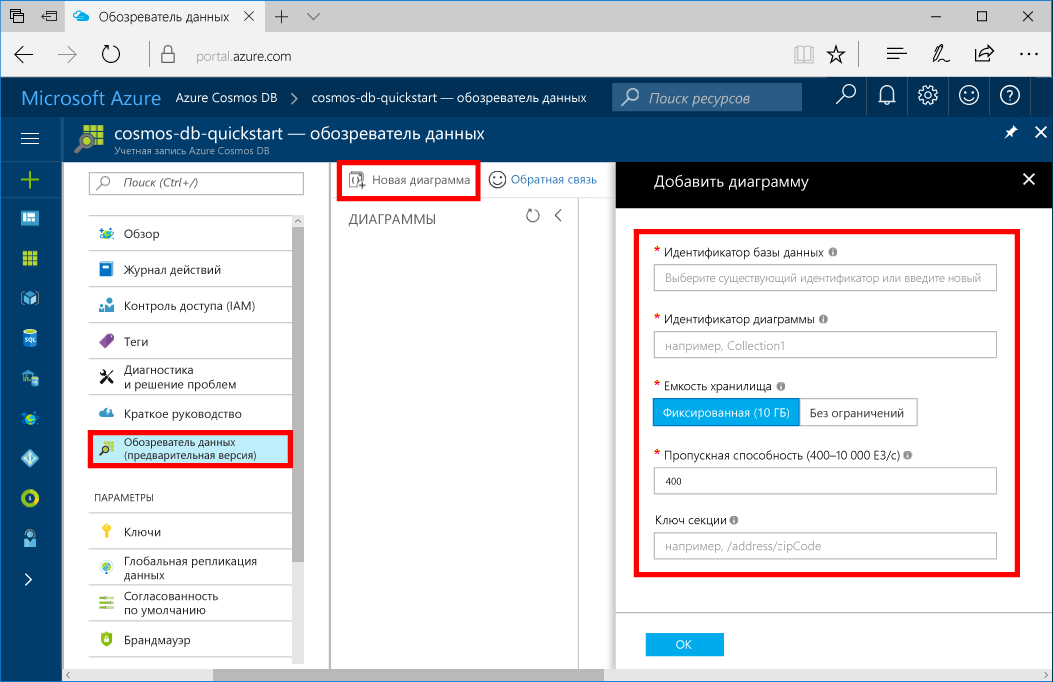 Обозреватель данных
portal.azure.com
Microsoft Azure
Azure Cosmos DB
cosmos-db-quickstart — обозреватель данных
Поиск ресурсов
cosmos-db-quickstart — обозреватель данных
Учетная запись Azure Cosmos DB
Поиск (Ctrl+/)
Обзор
Журнал действий
Контроль доступа (IAM)
Теги
Диагностика
и решение проблем
Краткое руководство
Обозреватель данных
(предварительная версия)
ПАРАМЕТРЫ
Ключи
Глобальная репликация
данных
Согласованность
по умолчанию
Брандмауэр
Новая диаграмма
Обратная связь
ДИАГРАММЫ
Добавить диаграмму
* Идентификатор базы данных
Выберите существующий идентификатор или введите новый
* Идентификатор диаграммы
например, Collection1
* Емкость хранилища
Фиксированная (10 ГБ)
Без ограничений
* Пропускная способность (400–10 000 ЕЗ/с)
400
Ключ секции
например, /address/zipCode
ОК